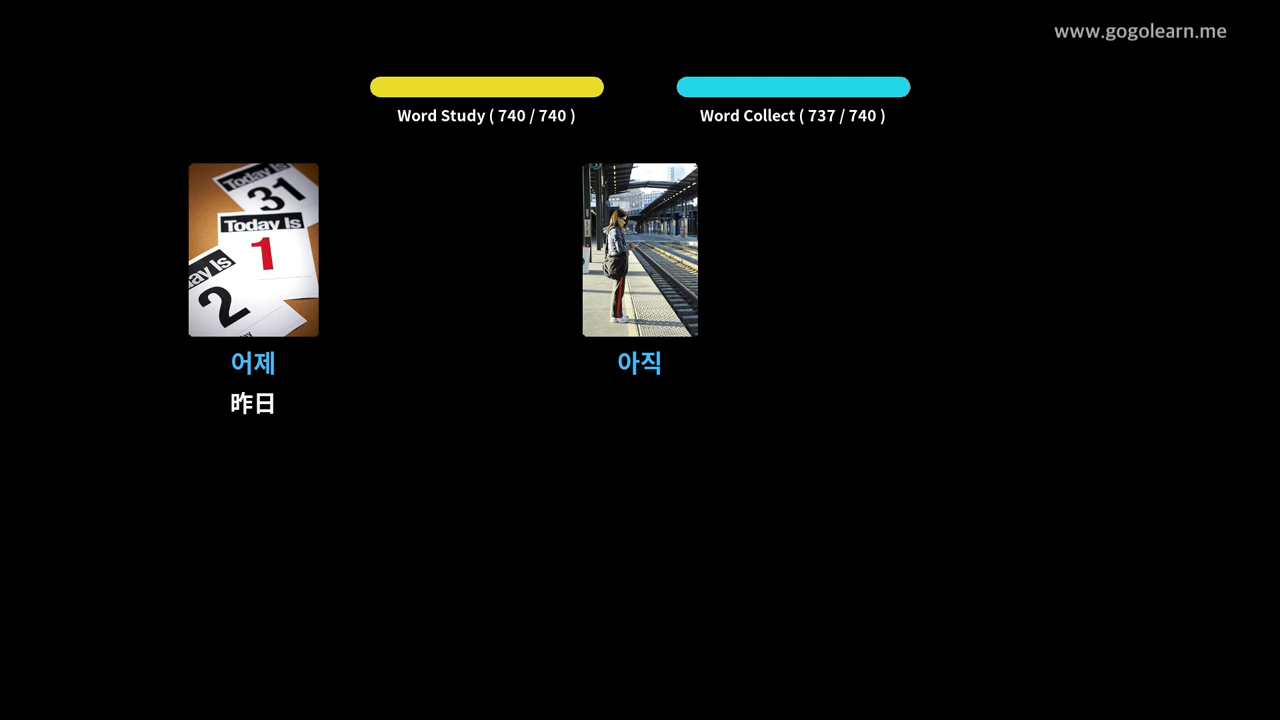 www.gogolearn.me
Word Study ( 740 / 740 )
Word Collect ( 737 / 740 )
Today Is
31
Today Is
1
ay Is
2
어제
昨日
아직